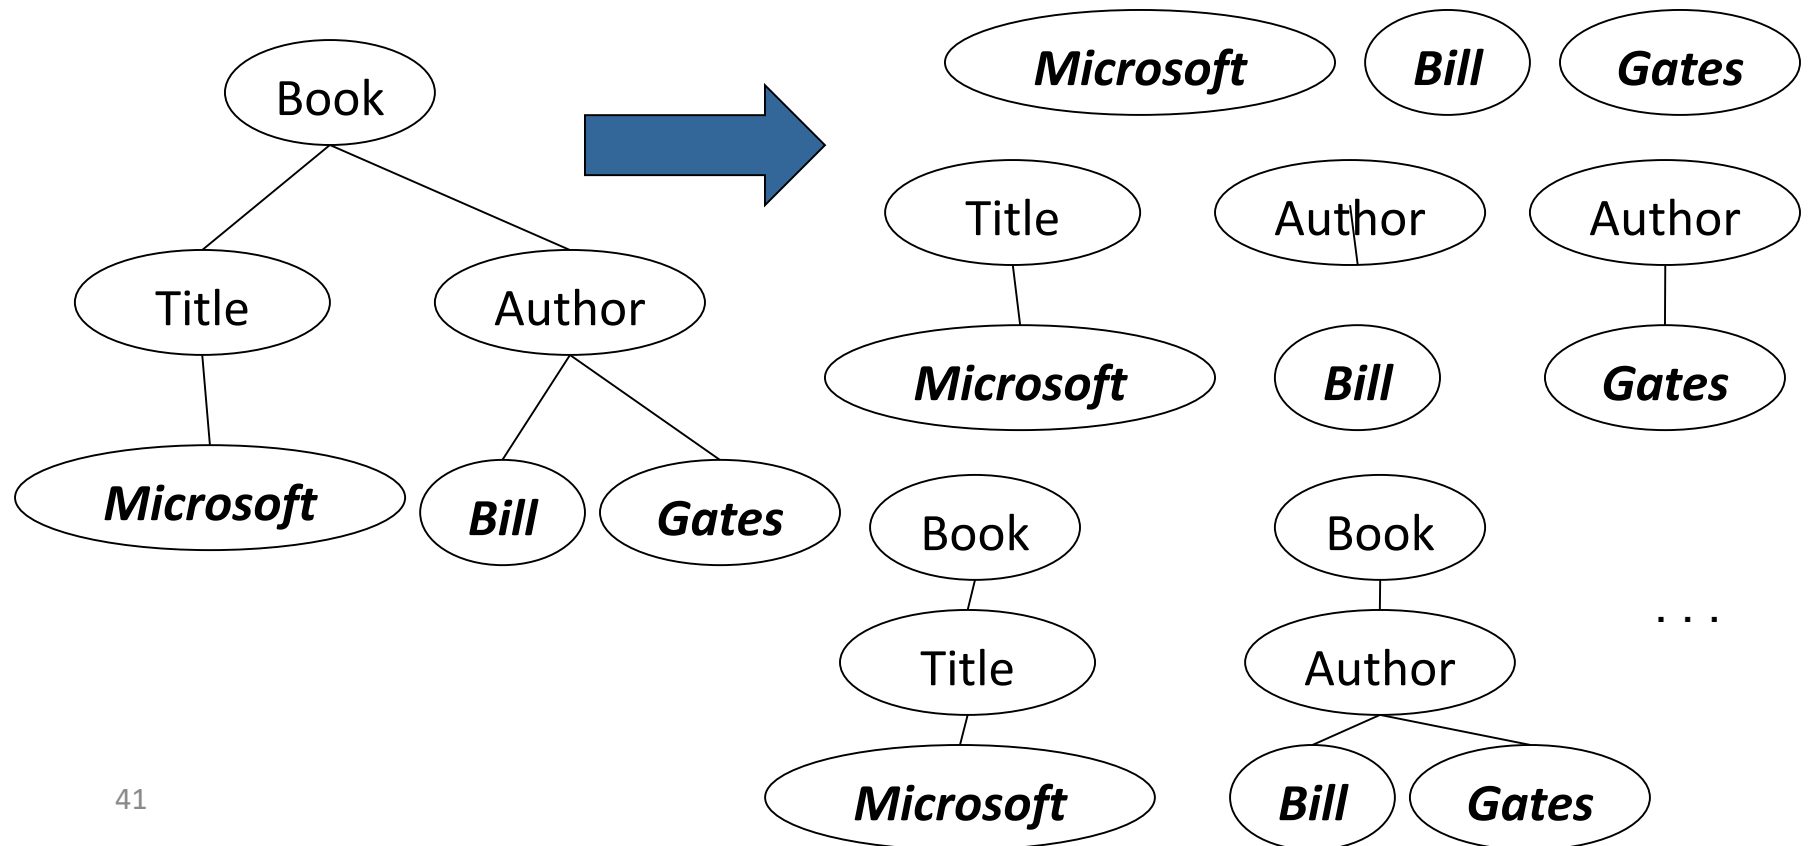 Book
Title
Author
Microsoft
Bill
Gates
Microsoft
Bill
Gates
Title
Author
Author
Microsoft
Bill
Gates
Book
Book
Title
Author
. . .
Microsoft
Bill
Gates
41